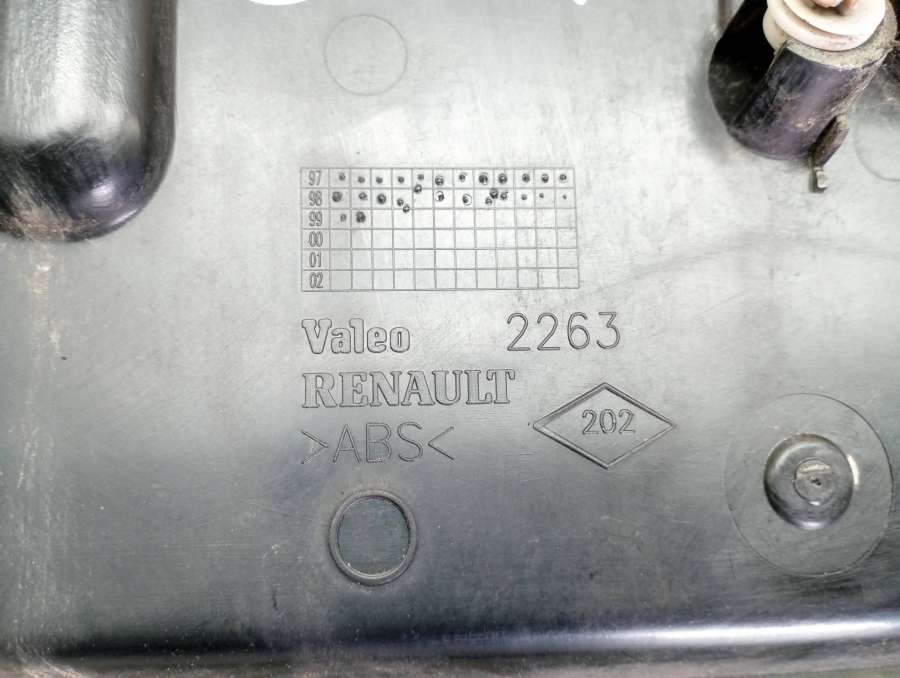 97
98
99
00
01
02
Valeo 2263
RENAULT
>ABS< 202